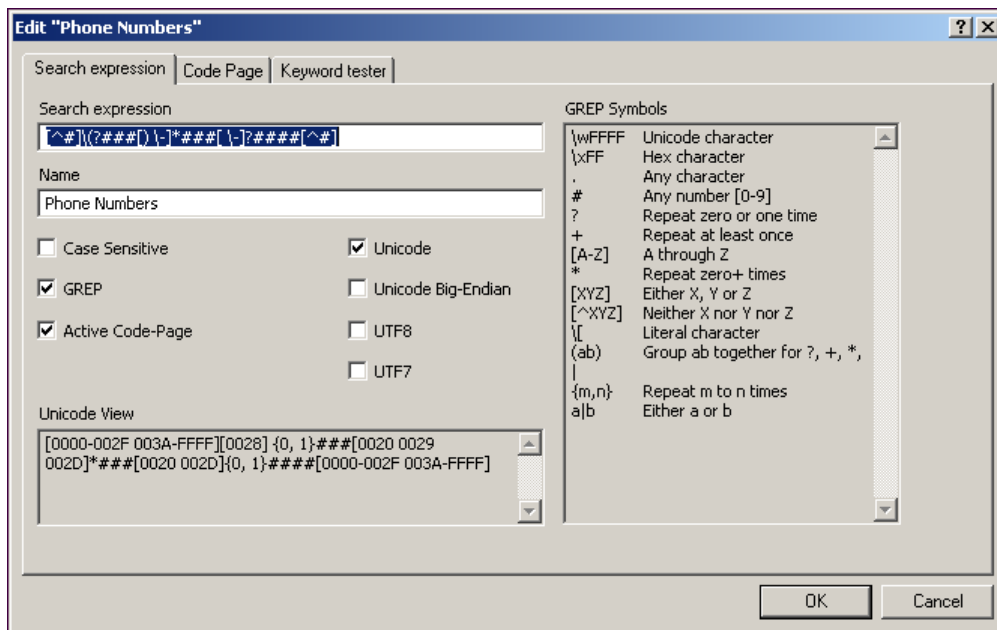 Edit "Phone Numbers"
Search expression
Code Page
Keyword tester
Search expression
[^#]\(?###[) \-]*###[ \-]?####[^#]
Name
Phone Numbers
Case Sensitive
Unicode
GREP
Unicode Big-Endian
Active Code-Page
UTF8
UTF7
Unicode View
[0000-002F 003A-FFFF][0028] {0, 1}###[0020 0029
002D]*###[0020 002D]{0, 1}####[0000-002F 003A-FFFF]
GREP Symbols
\wFFFF Unicode character
\xFF Hex character
. Any character
# Any number [0-9]
? Repeat zero or one time
+ Repeat at least once
[A-Z] A through Z
* Repeat zero+ times
[XYZ] Either X, Y or Z
[^XYZ] Neither X nor Y nor Z
\[ Literal character
(ab) Group ab together for ?, +, *,
|
{m,n} Repeat m to n times
a|b Either a or b
OK
Cancel